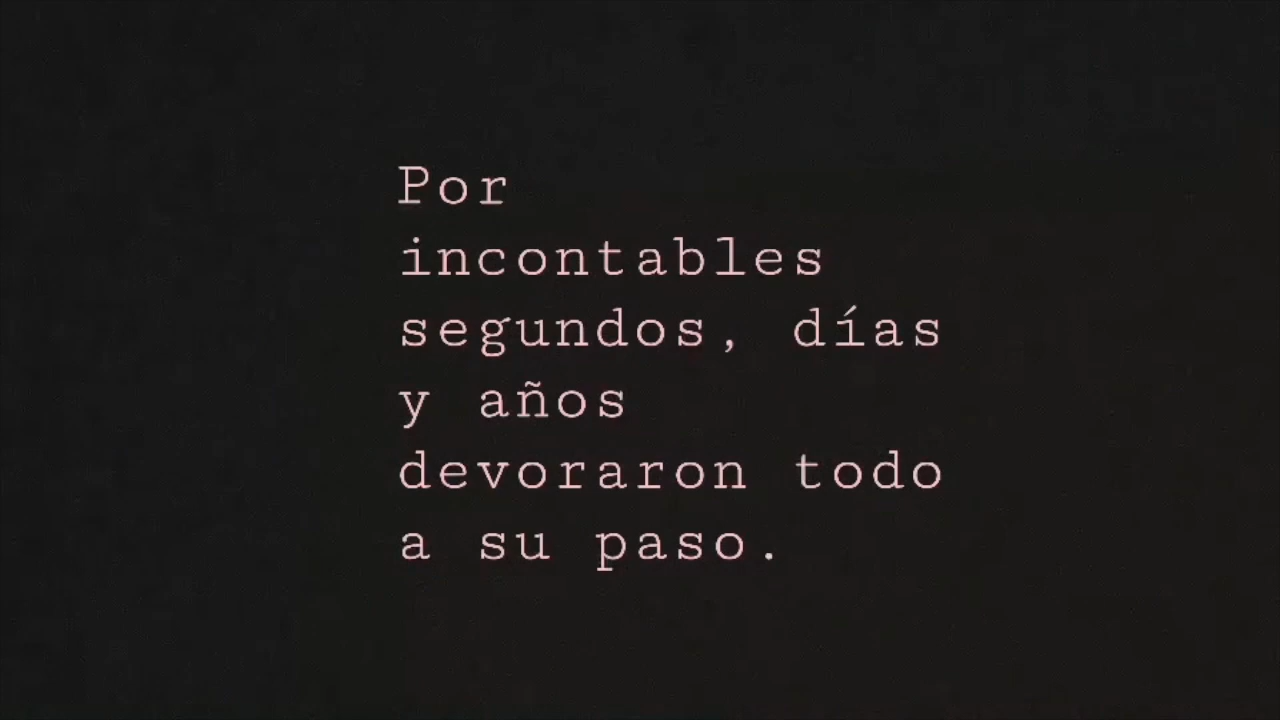 Por
incontables
segundos, días
y años
devoraron todo
a su paso.